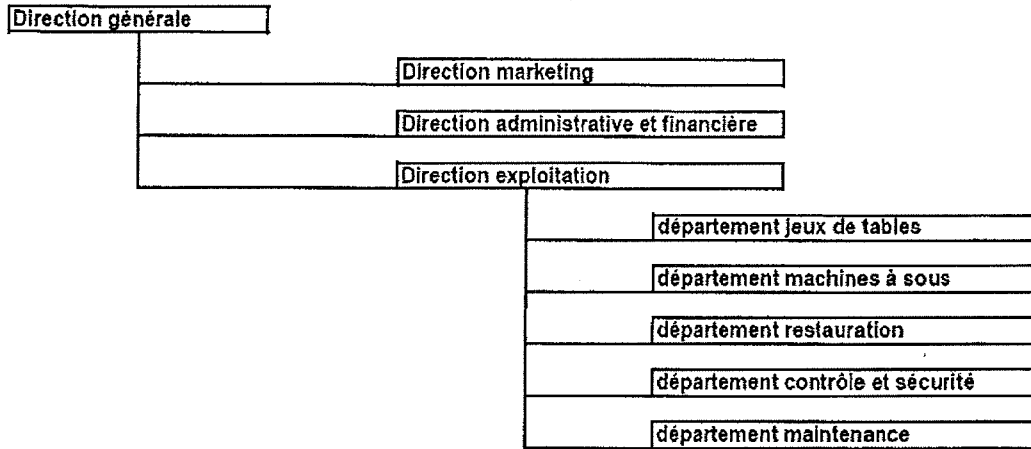 Direction générale
Direction marketing
Direction administrative et financière
Direction exploitation
département jeux de tables
département machines à sous
département restauration
département contrôle et sécurité
département maintenance